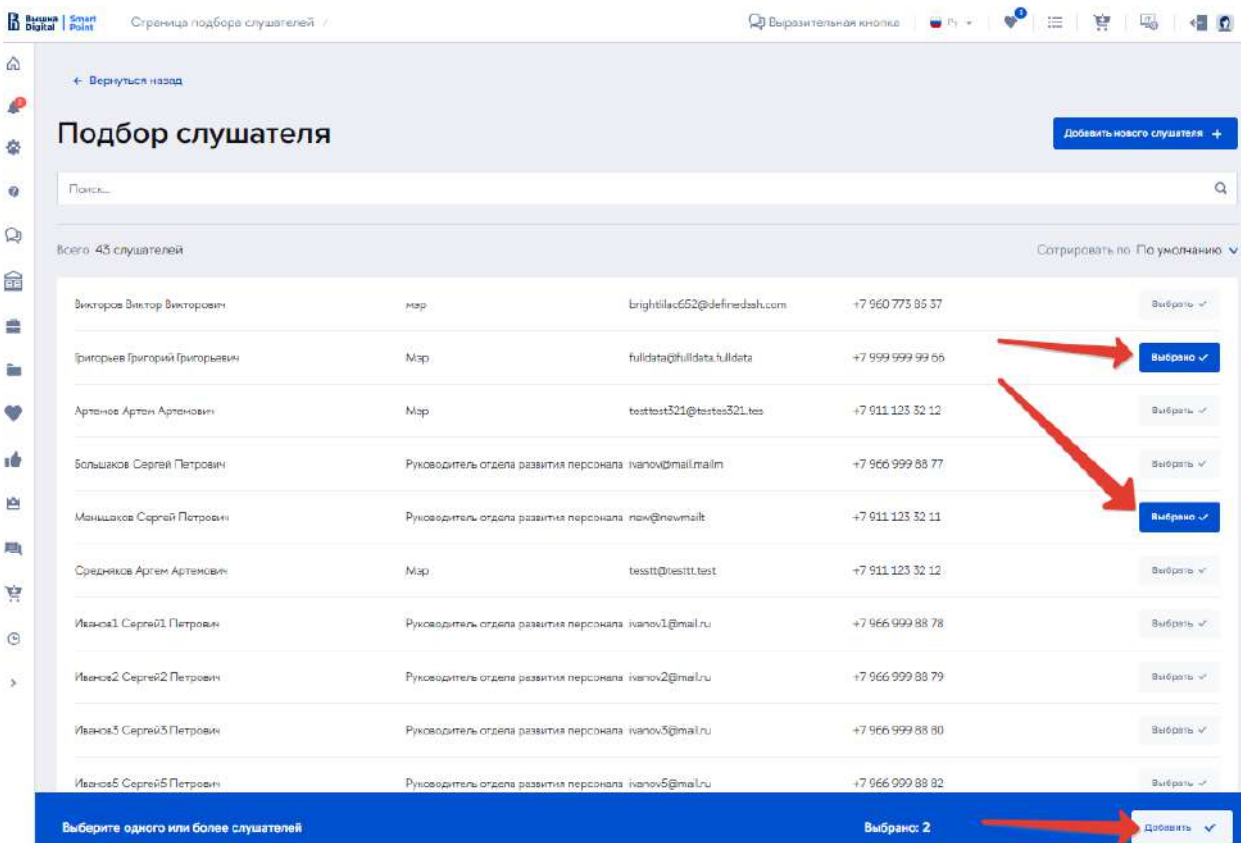 Вышка Digital | Smart Point Страница подбора слушателей / Выразительная кнопка Ру 3
← Вернуться назад
2
Подбор слушателя Добавить нового слушателя +
Поиск...
Всего 43 слушателей Сотрировать по По умолчанию
Викторов Виктор Викторович мэр brightlilac652@definedssh.com +7 960 773 85 37 Выбрать ✓
Григорьев Григорий Григорьевич Мэр fulldata@fulldata.fulldata +7 999 999 99 66 Выбрано ✓
Артемов Артем Артемович Мэр testtest321@testes321.tes +7 911 123 32 12 Выбрать ✓
Большаков Сергей Петрович Руководитель отдела развития персонала ivanov@mail.mailm +7 966 999 88 77 Выбрать ✓
Меньшаков Сергей Петрович Руководитель отдела развития персонала new@newmailt +7 911 123 32 11 Выбрано ✓
Средняков Артем Артемович Мэр tesstt@testtt.test +7 911 123 32 12 Выбрать ✓
Иванов1 Сергей1 Петрович Руководитель отдела развития персонала ivanov1@mail.ru +7 966 999 88 78 Выбрать ✓
Иванов2 Сергей2 Петрович Руководитель отдела развития персонала ivanov2@mail.ru +7 966 999 88 79 Выбрать ✓
Иванов3 Сергей3 Петрович Руководитель отдела развития персонала ivanov3@mail.ru +7 966 999 88 80 Выбрать ✓
Иванов5 Сергей5 Петрович Руководитель отдела развития персонала ivanov5@mail.ru +7 966 999 88 82 Выбрать ✓
Выберите одного или более слушателей Выбрано: 2 Добавить ✓